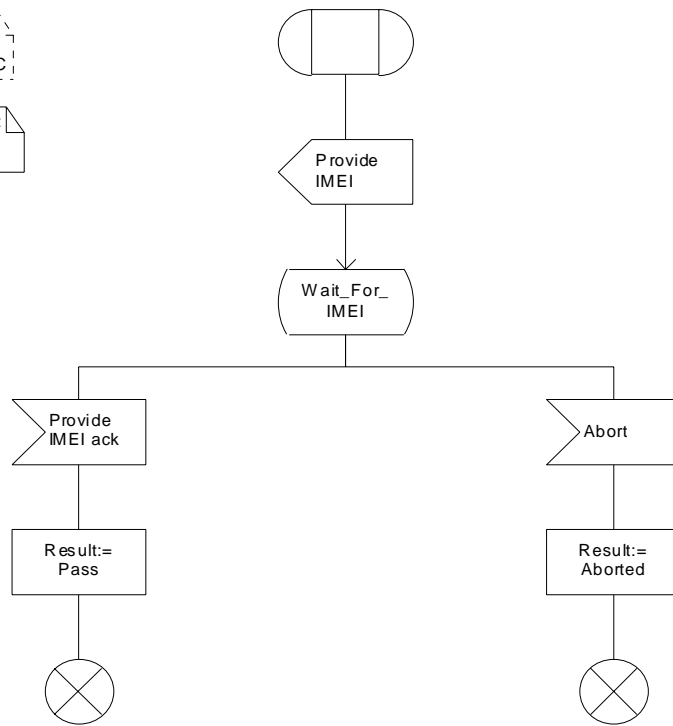 C
Provide
IMEI
Wait_For_
IMEI
Provide
IMEI ack
Abort
Result:=
Pass
Result:=
Aborted